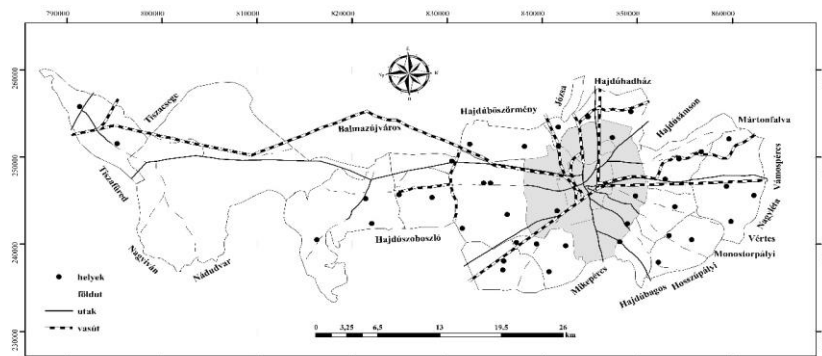 790000 800000 810000 820000 830000 840000 850000 860000
260000
250000
240000
230000
Tiszacsege
Balmazújváros
Hajdúböszörmény
Józsa
Hajdúhadház
Hajdúsámson
Mártonfalva
Vámospércs
Nagyléta
Vértes
Monostorpályi
Hosszúpályi
Hajdúbagos
Mikepércs
Hajdúszoboszló
Nádudvar
Nagyiván
Tiszafüred
helyek
földut
utak
vasút
0 3,25 6,5 13 19,5 26
km